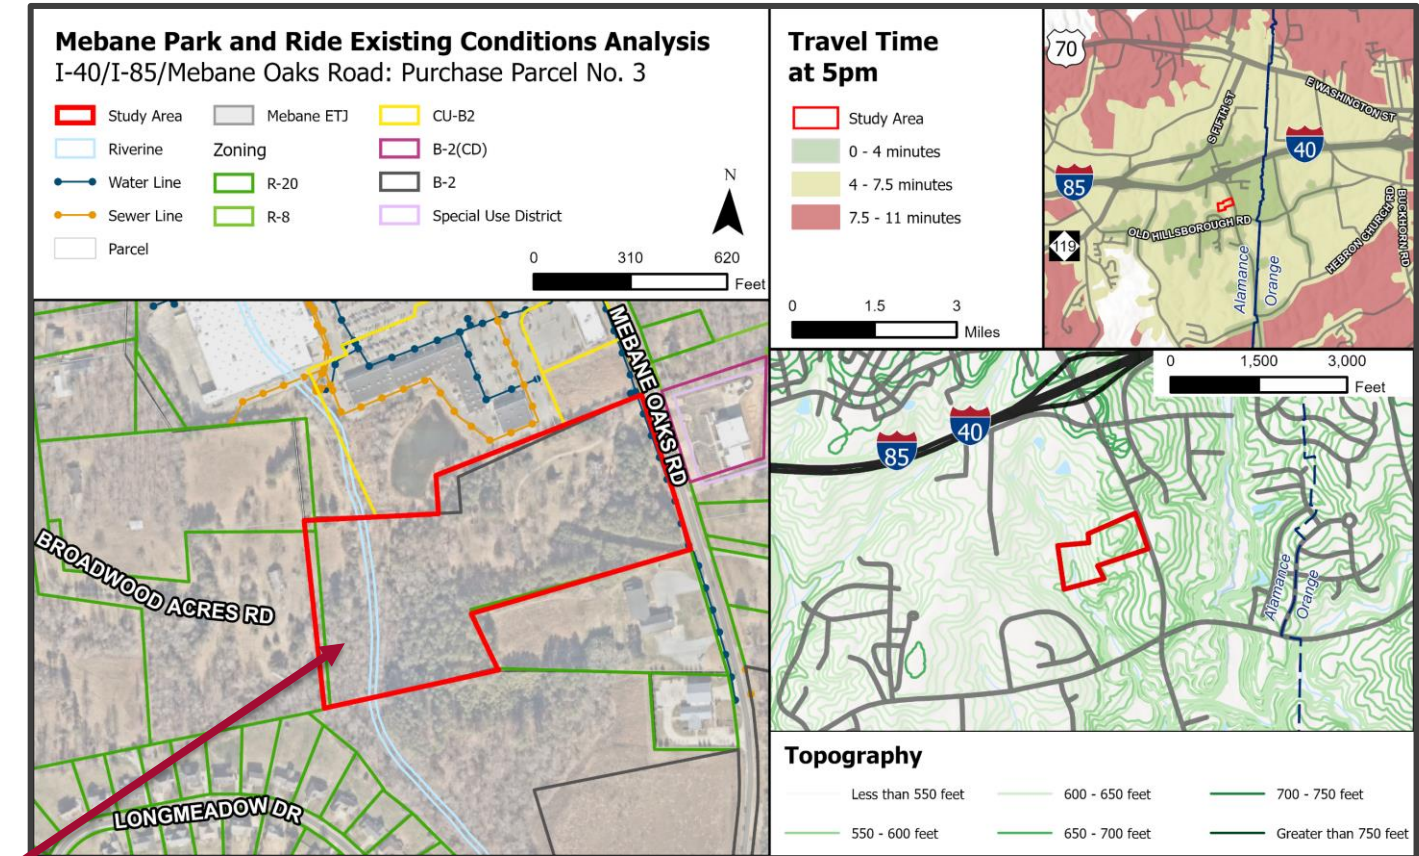 Mebane Park and Ride Existing Conditions Analysis
I-40/I-85/Mebane Oaks Road: Purchase Parcel No. 3
Study Area
Riverine
Water Line
Sewer Line
Parcel
Mebane ETJ
Zoning
R-20
R-8
CU-B2
B-2(CD)
B-2
Special Use District
N
0 310 620
Feet
Travel Time
at 5pm
Study Area
0 - 4 minutes
4 - 7.5 minutes
7.5 - 11 minutes
0 1.5 3
Miles
70
E WASHINGTON ST
S FIFTH ST
40
85
OLD HILLSBOROUGH RD
119
HEBRON CHURCH RD
BUCKHORN RD
Alamance
Orange
MEBANE OAKS RD
BROADWOOD ACRES RD
LONGMEADOW DR
0 1,500 3,000
Feet
40
85
Alamance
Orange
Topography
Less than 550 feet
550 - 600 feet
600 - 650 feet
650 - 700 feet
700 - 750 feet
Greater than 750 feet